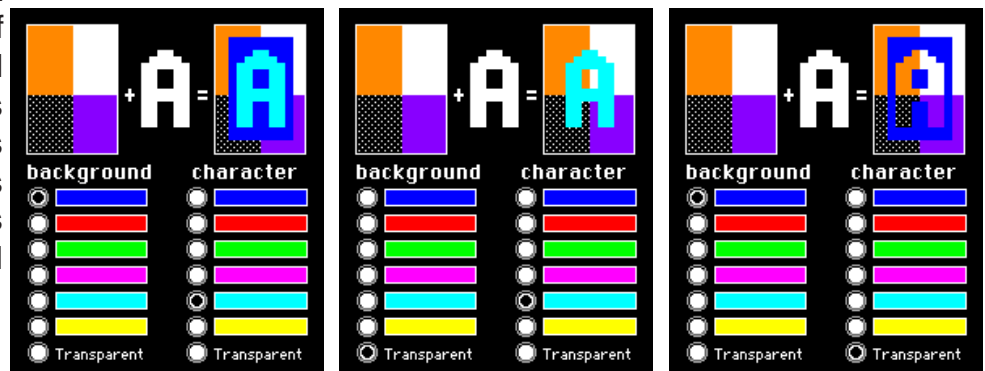 + A = A
background character
Transparent Transparent
+ A = A
background character
Transparent Transparent
+ A = A
background character
Transparent Transparent